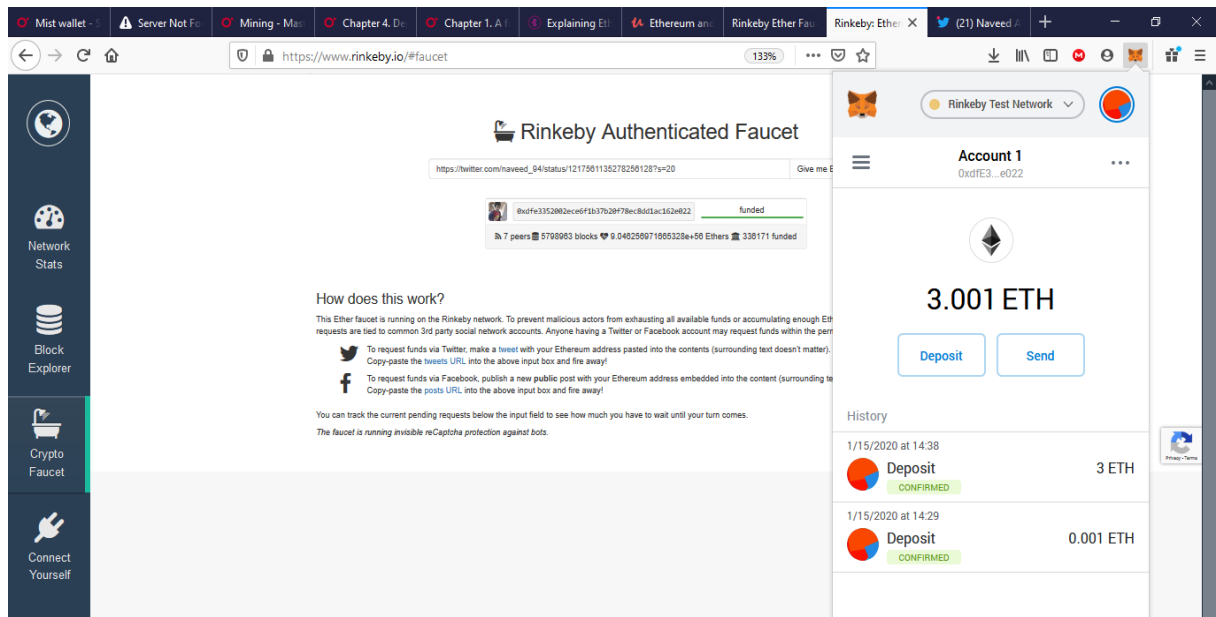 Mist wallet - S
Server Not Fo
Mining - Mas
Chapter 4. De
Chapter 1. A f
Explaining Eth
Ethereum and
Rinkeby Ether Fau
Rinkeby: Ether
(21) Naveed A
https://www.rinkeby.io/#faucet
133%
Rinkeby Test Network
Rinkeby Authenticated Faucet
https://twitter.com/naveed_94/status/1217561135278256128?s=20
Give me E
Account 1
0xdfE3...e022
0xdfe3352002ece6f1b37b20f78ec8dd1ac162e022
funded
7 peers 5798963 blocks 9.046256971665328e+56 Ethers 336171 funded
Network
Stats
3.001 ETH
Deposit
Send
How does this work?
This Ether faucet is running on the Rinkeby network. To prevent malicious actors from exhausting all available funds or accumulating enough Eth
requests are tied to common 3rd party social network accounts. Anyone having a Twitter or Facebook account may request funds within the perm
To request funds via Twitter, make a tweet with your Ethereum address pasted into the contents (surrounding text doesn't matter).
Copy-paste the tweets URL into the above input box and fire away!
To request funds via Facebook, publish a new public post with your Ethereum address embedded into the content (surrounding te
Copy-paste the posts URL into the above input box and fire away!
You can track the current pending requests below the input field to see how much you have to wait until your turn comes.
The faucet is running invisible reCaptcha protection against bots.
Block
Explorer
Crypto
Faucet
Connect
Yourself
History
1/15/2020 at 14:38
Deposit
3 ETH
CONFIRMED
1/15/2020 at 14:29
Deposit
0.001 ETH
CONFIRMED
Privacy - Terms